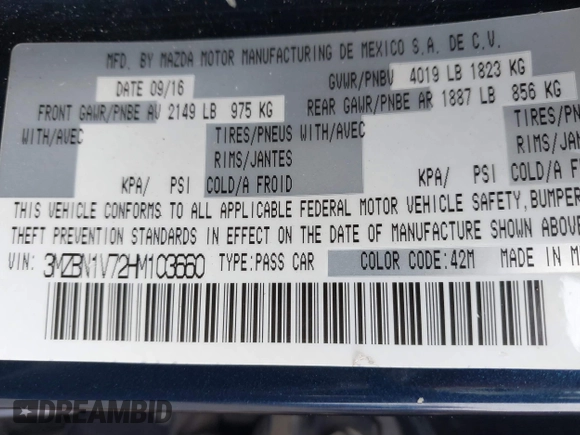 MFD. BY MAZDA MOTOR MANUFACTURING DE MEXICO S.A. DE C.V.
DATE 09/16 GVWR/PNBV 4019 LB 1823 KG
FRONT GAWR/PNBE AV 2149 LB 975 KG REAR GAWR/PNBE AR 1887 LB 856 KG
WITH/AVEC TIRES/PNEUS WITH/AVEC TIRES/PN
RIMS/JANTES RIMS/JAN
KPA/ PSI COLD/A FROID KPA/ PSI COLD/A
THIS VEHICLE CONFORMS TO ALL APPLICABLE FEDERAL MOTOR VEHICLE SAFETY, BUMPER
THEFT PREVENTION STANDARDS IN EFFECT ON THE DATE OF MANUFACTURE SHOWN ABOVE
VIN: 3MZBN1V72HM103660 TYPE:PASS CAR COLOR CODE:42M MADE IN M
DREAMBID